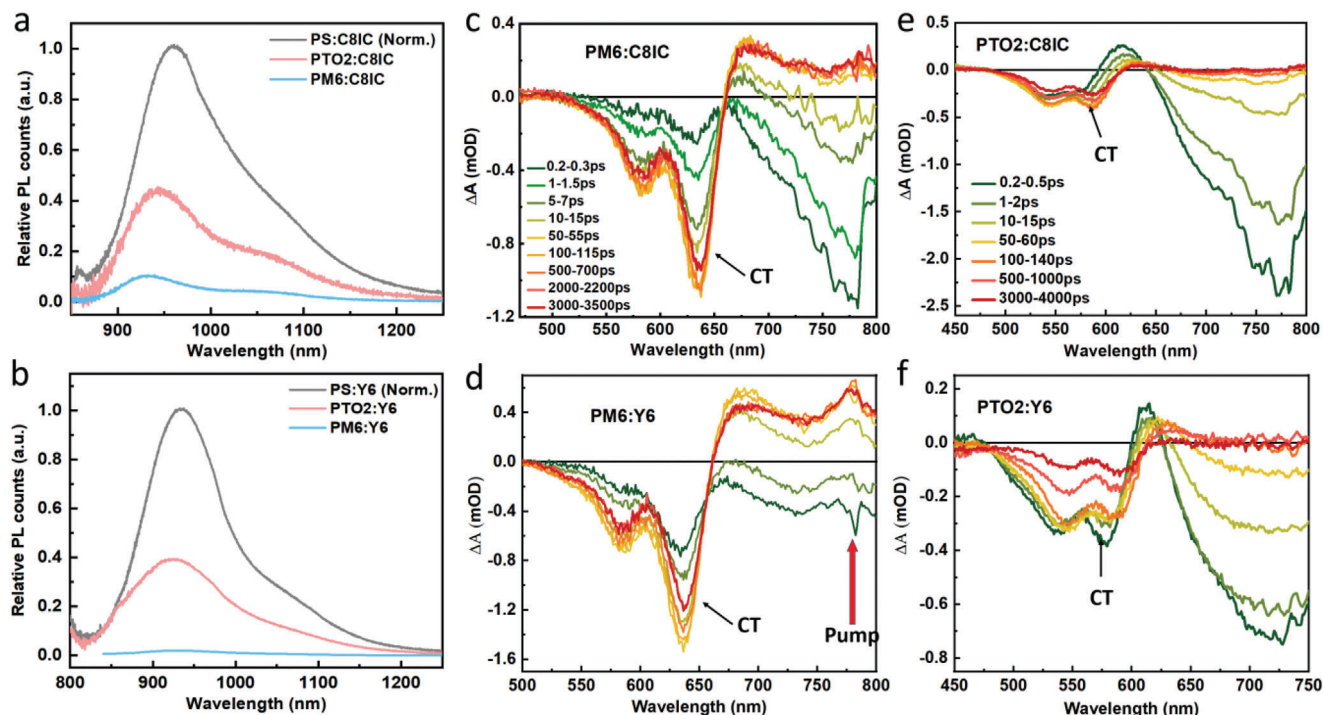 a
Relative PL counts (a.u.)
1.0
0.8
0.6
0.4
0.2
0.0
PS:C8IC (Norm.)
PTO2:C8IC
PM6:C8IC
900 1000 1100 1200
Wavelength (nm)
c
ΔA (mOD)
0.4
0.0
-0.4
-0.8
-1.2
PM6:C8IC
0.2-0.3ps
1-1.5ps
5-7ps
10-15ps
50-55ps
100-115ps
500-700ps
2000-2200ps
3000-3500ps
CT
500 550 600 650 700 750 800
Wavelength (nm)
e
ΔA (mOD)
0.5
0.0
-0.5
-1.0
-1.5
-2.0
-2.5
PTO2:C8IC
CT
0.2-0.5ps
1-2ps
10-15ps
50-60ps
100-140ps
500-1000ps
3000-4000ps
450 500 550 600 650 700 750 800
Wavelength (nm)
b
Relative PL counts (a.u.)
1.0
0.8
0.6
0.4
0.2
0.0
PS:Y6 (Norm.)
PTO2:Y6
PM6:Y6
800 900 1000 1100 1200
Wavelength (nm)
d
ΔA (mOD)
0.4
0.0
-0.4
-0.8
-1.2
-1.6
PM6:Y6
CT
Pump
500 550 600 650 700 750 800
Wavelength (nm)
f
ΔA (mOD)
0.2
0.0
-0.2
-0.4
-0.6
-0.8
PTO2:Y6
CT
450 500 550 600 650 700 750
Wavelength (nm)